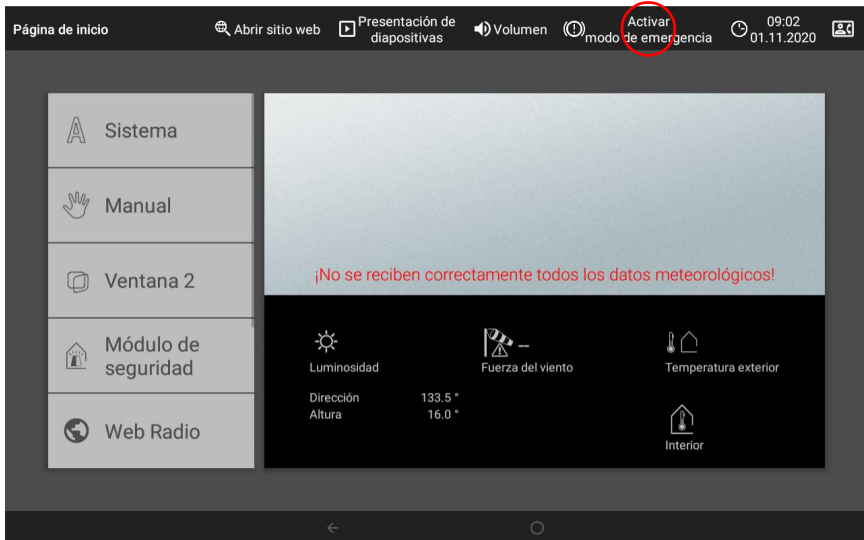 Página de inicio
Abrir sitio web
Presentación de
diapositivas
Volumen
Activar
modo de emergencia
09:02
01.11.2020
Sistema
Manual
Ventana 2
Módulo de
seguridad
Web Radio
¡No se reciben correctamente todos los datos meteorológicos!
Luminosidad
Dirección 133.5 °
Altura 16.0 °
–
Fuerza del viento
Temperatura exterior
Interior